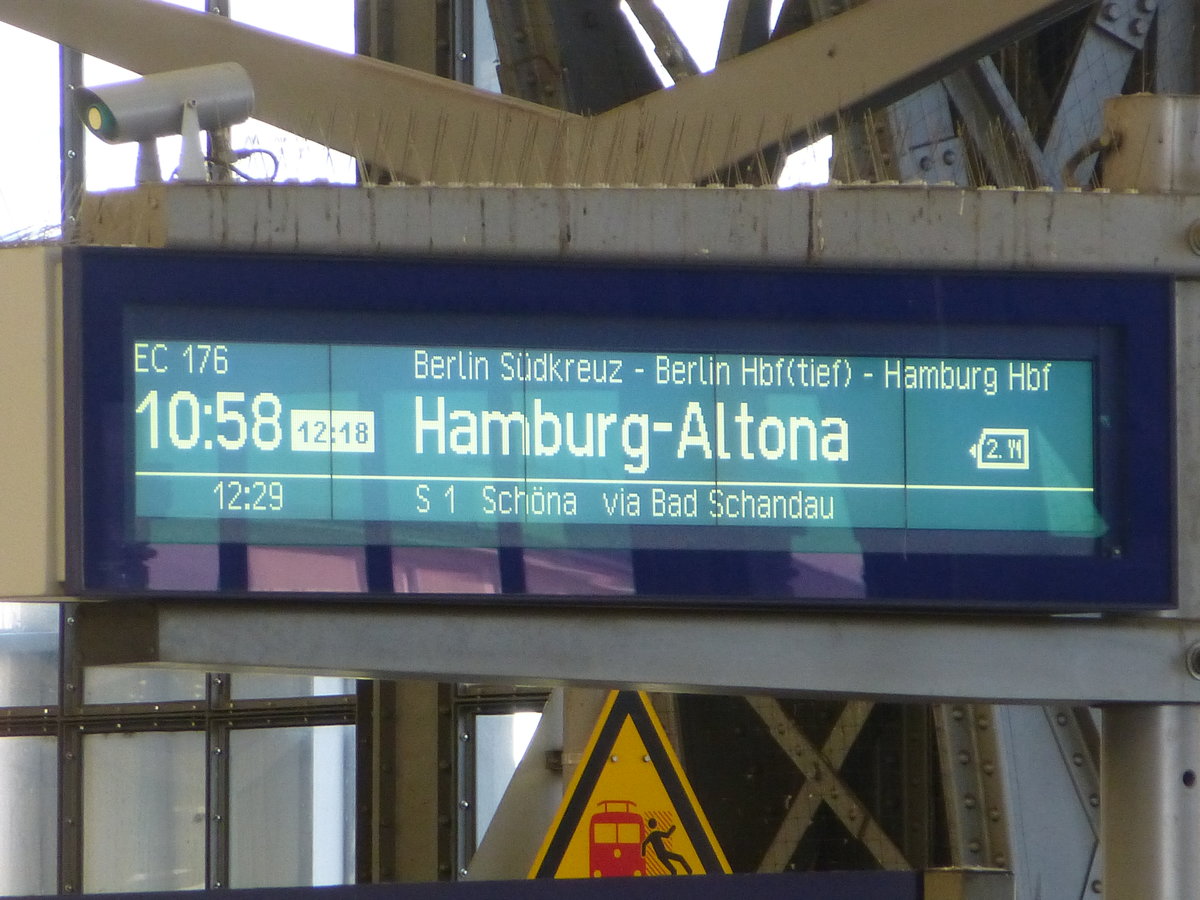 EC 176 Berlin Südkreuz - Berlin Hbf(tief) - Hamburg Hbf
10:58 12:18 Hamburg-Altona 2.
12:29 S 1 Schöna via Bad Schandau